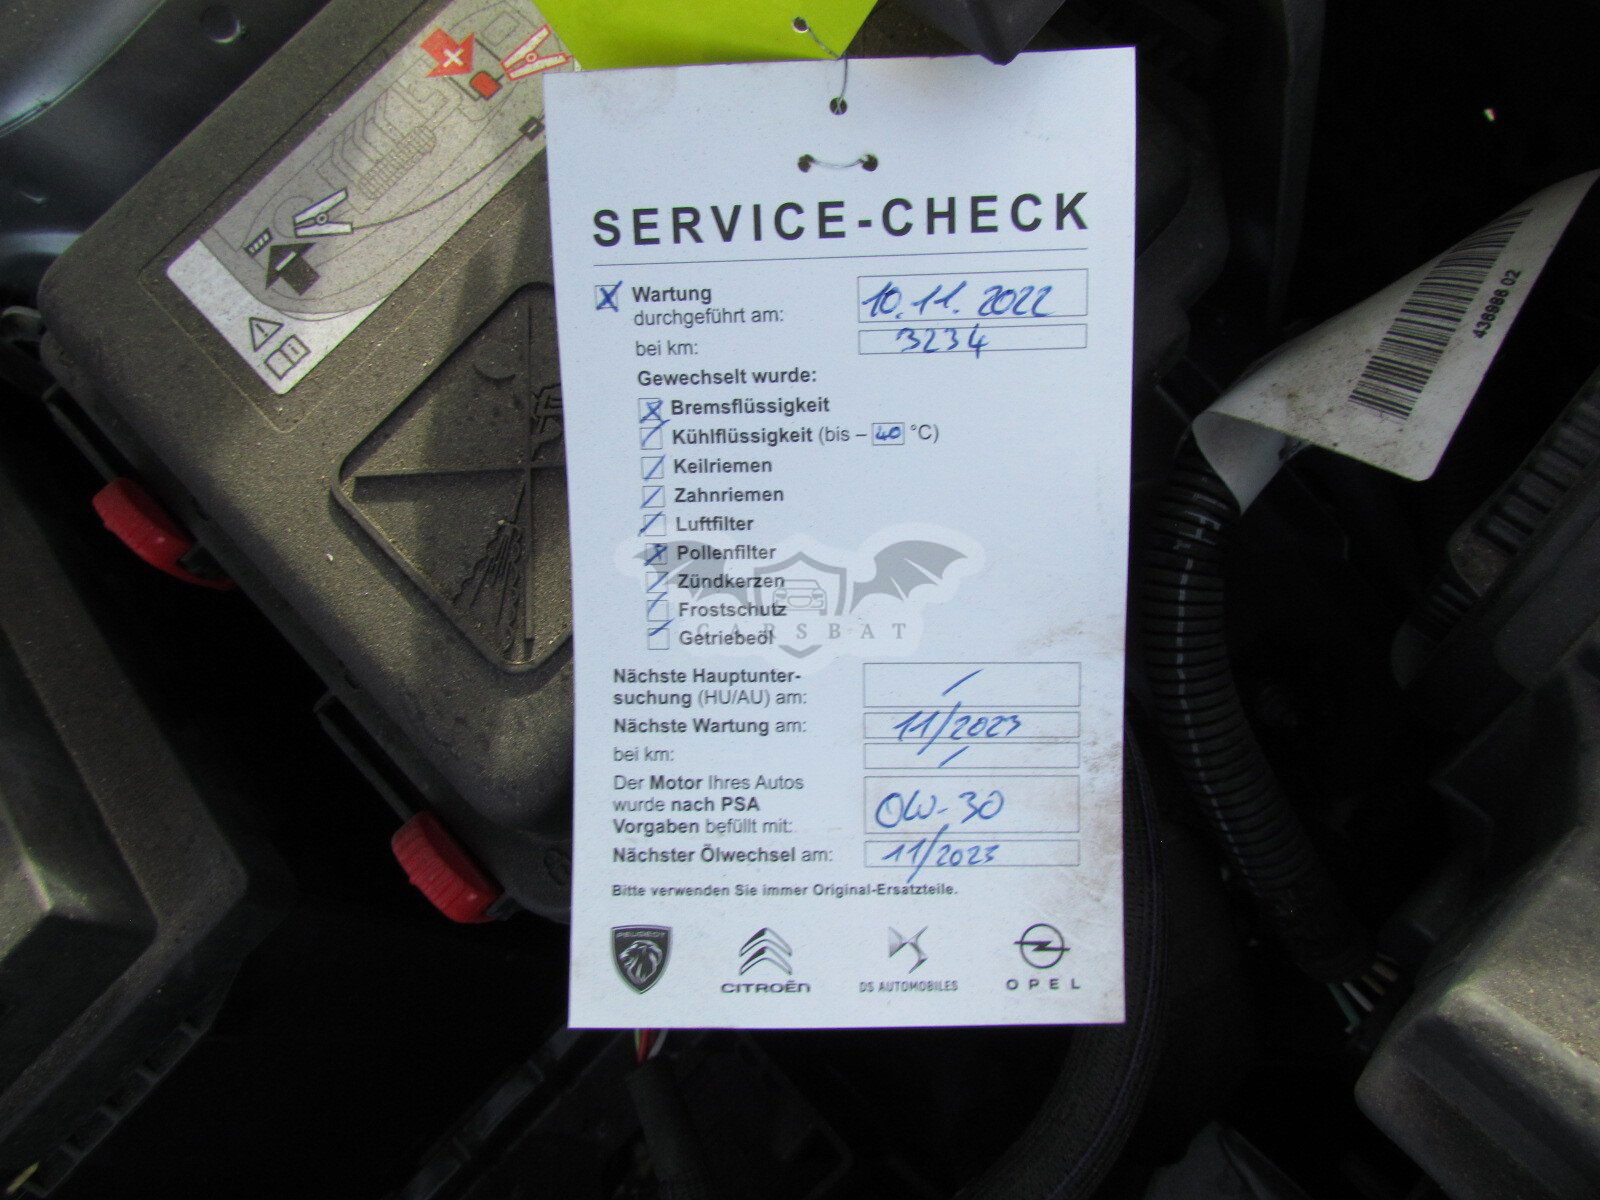 SERVICE-CHECK
X Wartung
durchgeführt am: 10.11.2022
bei km: 3234
Gewechselt wurde:
Bremsflüssigkeit
Kühlflüssigkeit (bis – 40 °C)
Keilriemen
Zahnriemen
Luftfilter
Pollenfilter
Zündkerzen
Frostschutz
CARSBAT
Getriebeöl
Nächste Hauptunter-
suchung (HU/AU) am: /
Nächste Wartung am: 11/2023
bei km: /
Der Motor Ihres Autos
wurde nach PSA
Vorgaben befüllt mit: 0W-30
Nächster Ölwechsel am: 11/2023
Bitte verwenden Sie immer Original-Ersatzteile.
PEUGEOT
CITROËN
DS AUTOMOBILES
OPEL
436966 02